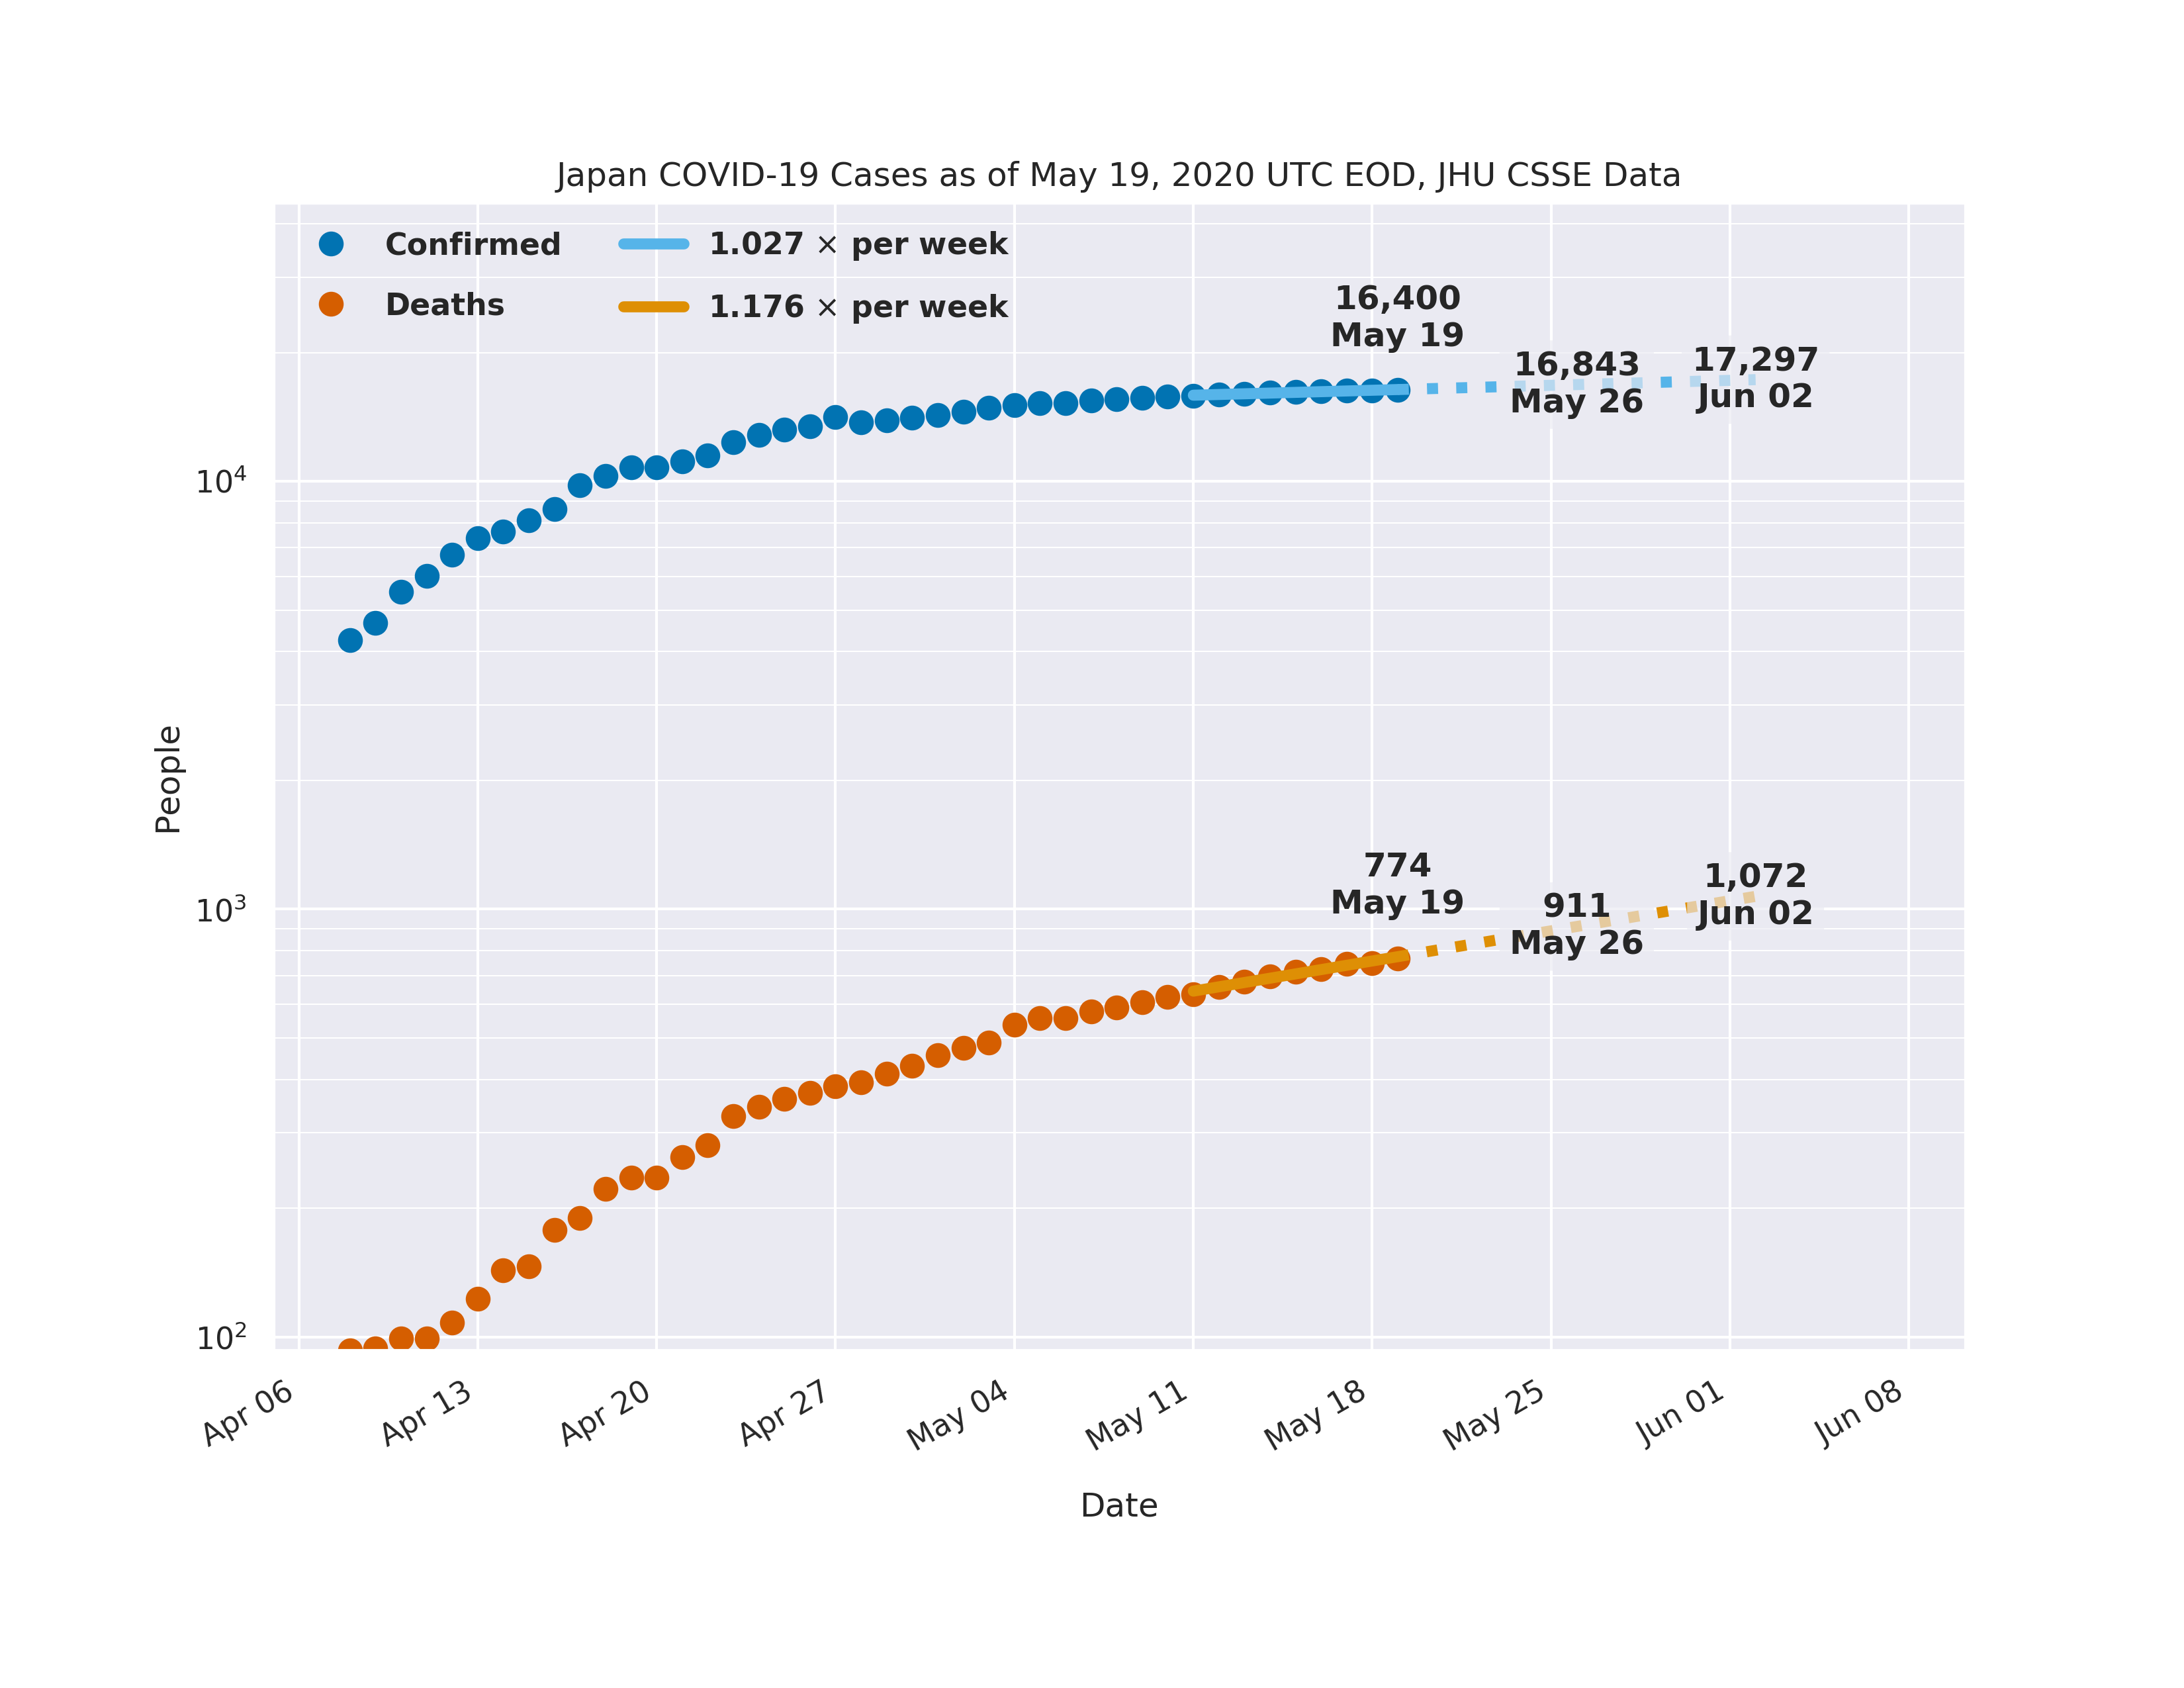 Japan COVID-19 Cases as of May 19, 2020 UTC EOD, JHU CSSE Data
Confirmed
Deaths
1.027 × per week
1.176 × per week
16,400
May 19
16,843
May 26
17,297
Jun 02
774
May 19
911
May 26
1,072
Jun 02
People
10⁴
10³
10²
Apr 06
Apr 13
Apr 20
Apr 27
May 04
May 11
May 18
May 25
Jun 01
Jun 08
Date